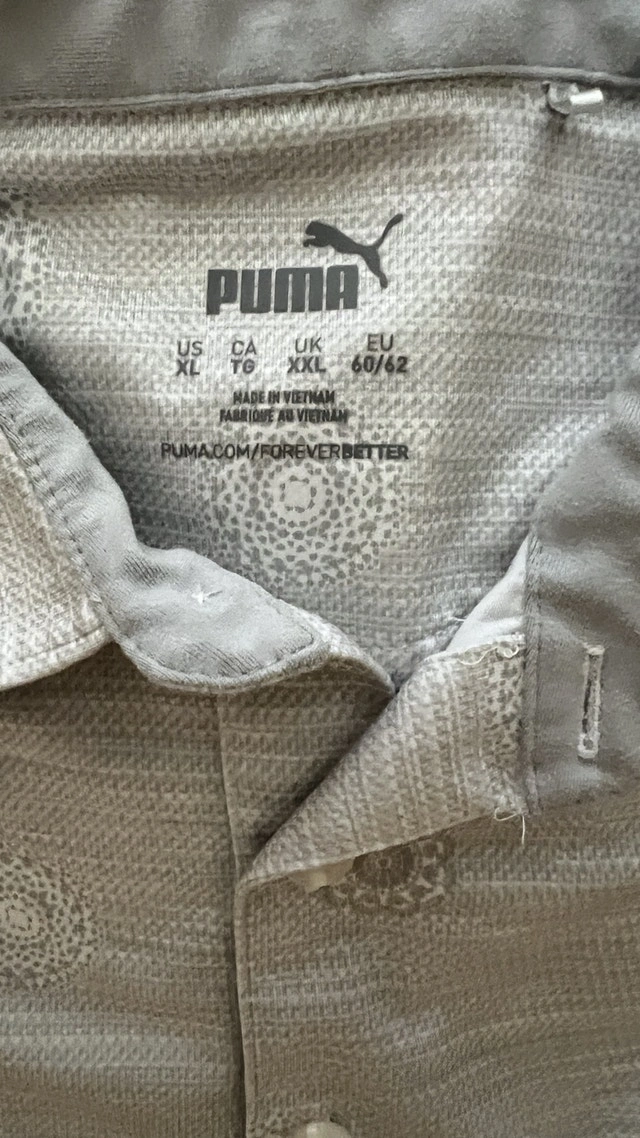 PUMA
US CA UK EU
XL TG XXL 60/62
MADE IN VIETNAM
FABRIQUÉ AU VIETNAM
PUMA.COM/FOREVERBETTER